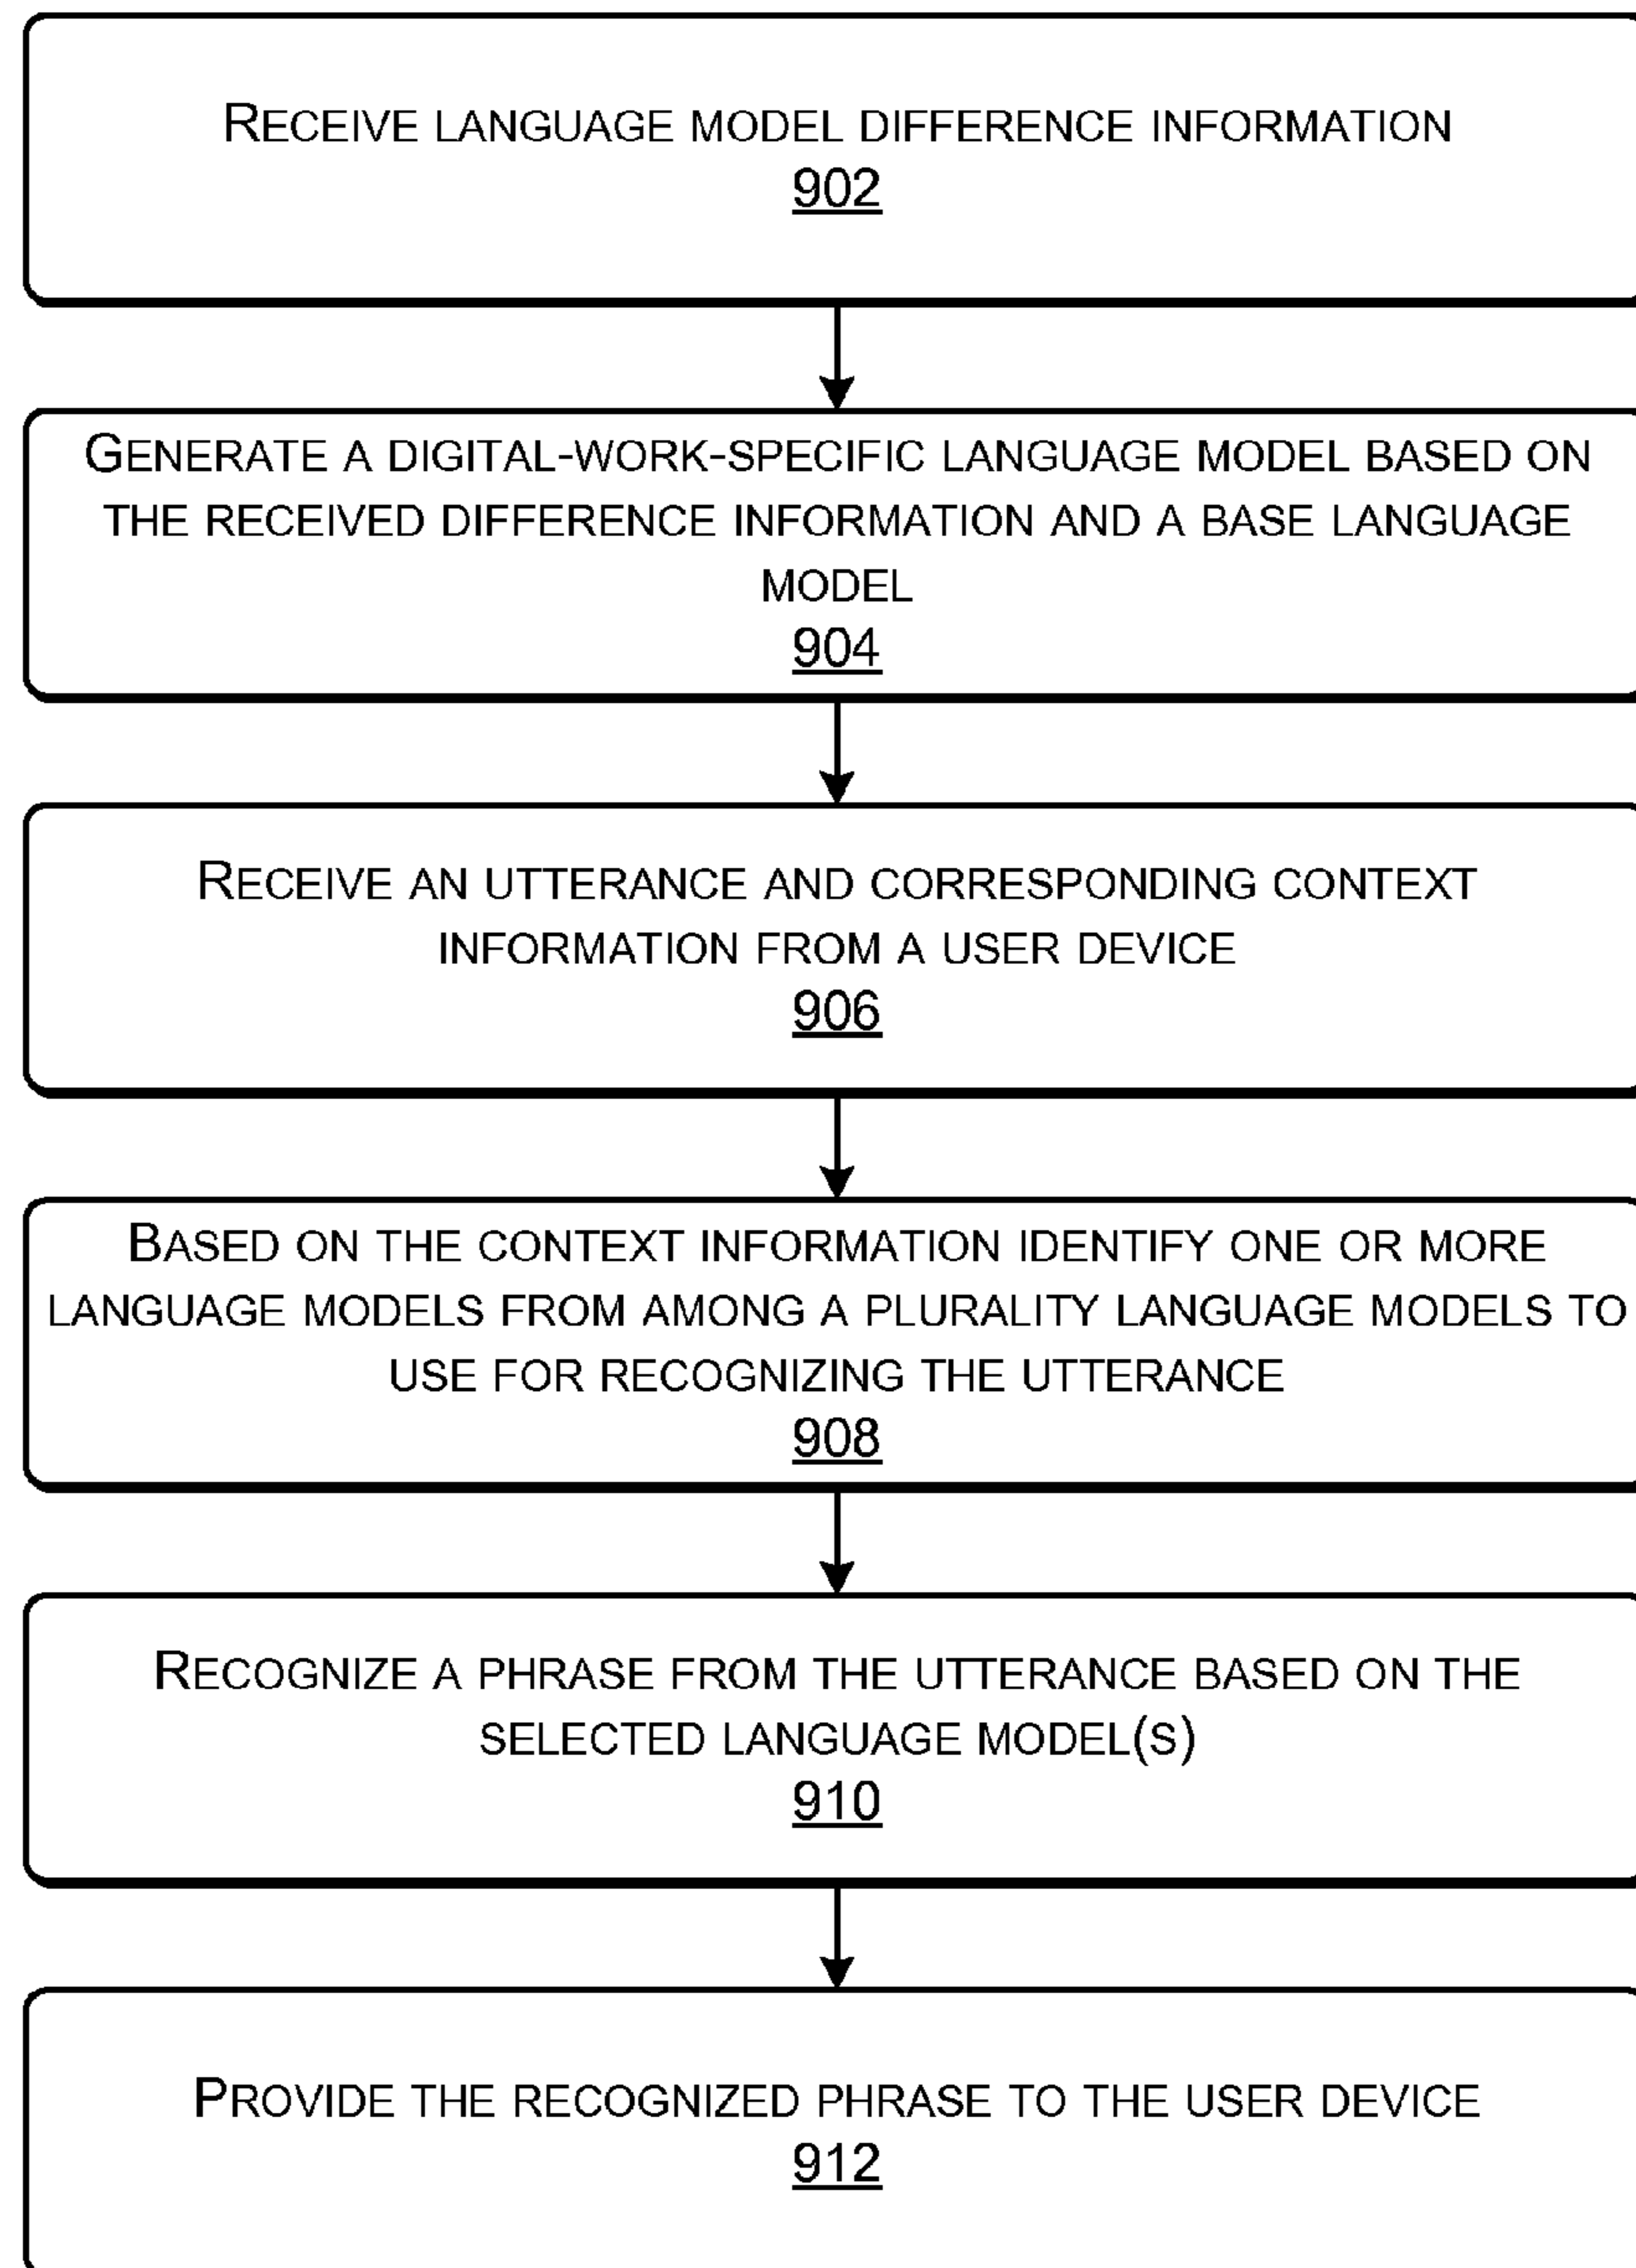 RECEIVE LANGUAGE MODEL DIFFERENCE INFORMATION
902
GENERATE A DIGITAL-WORK-SPECIFIC LANGUAGE MODEL BASED ON
THE RECEIVED DIFFERENCE INFORMATION AND A BASE LANGUAGE
MODEL
904
RECEIVE AN UTTERANCE AND CORRESPONDING CONTEXT
INFORMATION FROM A USER DEVICE
906
BASED ON THE CONTEXT INFORMATION IDENTIFY ONE OR MORE
LANGUAGE MODELS FROM AMONG A PLURALITY LANGUAGE MODELS TO
USE FOR RECOGNIZING THE UTTERANCE
908
RECOGNIZE A PHRASE FROM THE UTTERANCE BASED ON THE
SELECTED LANGUAGE MODEL(S)
910
PROVIDE THE RECOGNIZED PHRASE TO THE USER DEVICE
912